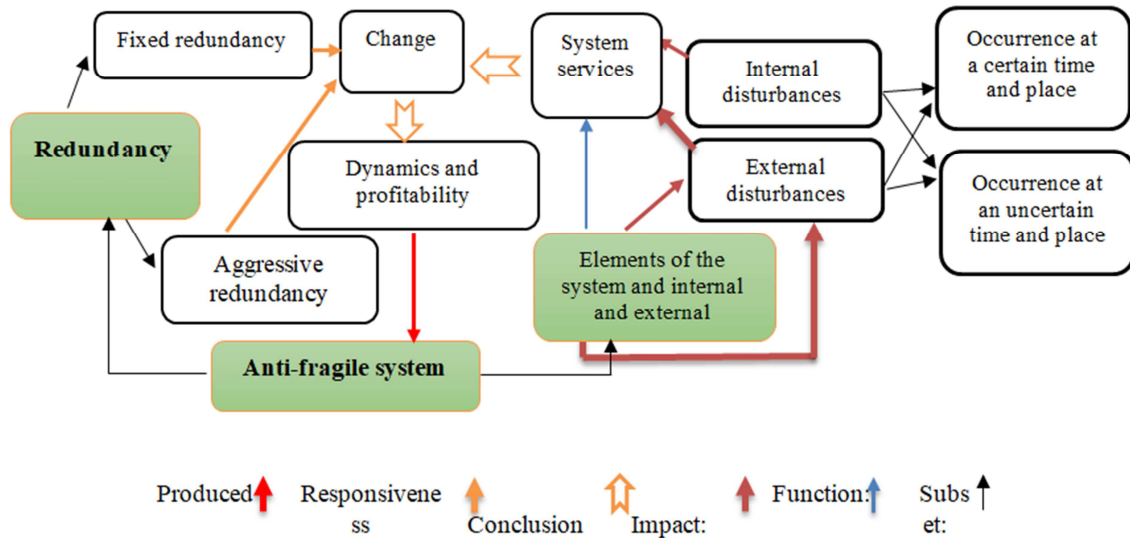 Fixed redundancy
Change
System
services
Internal
disturbances
Occurrence at
a certain time
and place
Redundancy
Dynamics and
profitability
External
disturbances
Occurrence at
an uncertain
time and place
Aggressive
redundancy
Elements of the
system and internal
and external
Anti-fragile system
Produced
Responsivene
ss
Conclusion
Impact:
Function:
Subs
et: